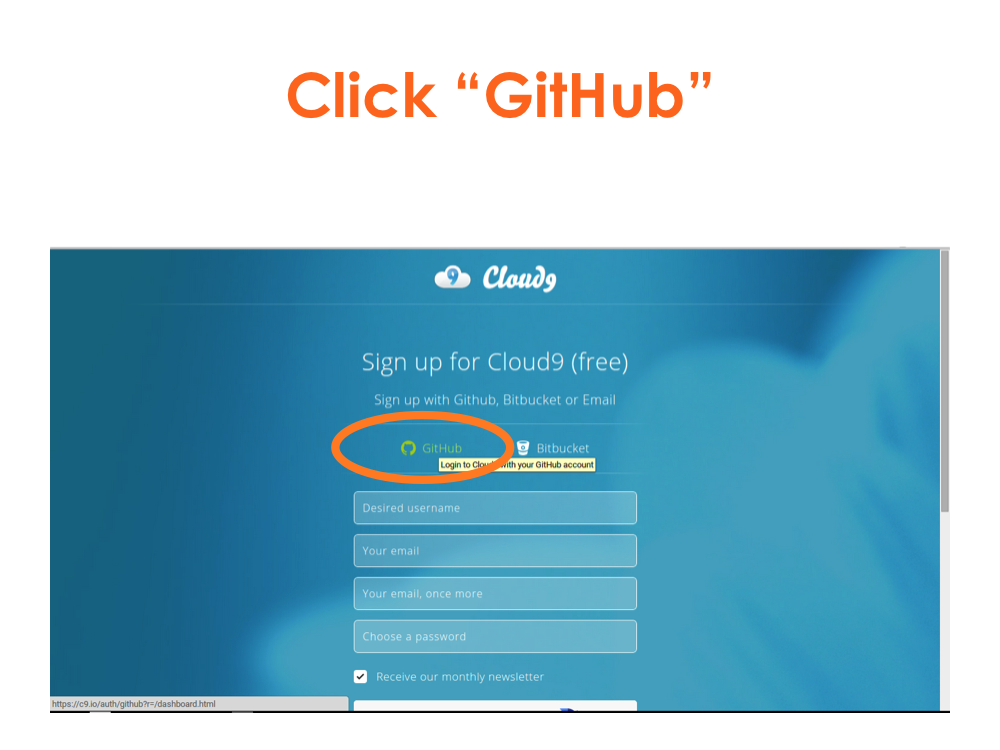 Click “GitHub”
9 Cloud9
Sign up for Cloud9 (free)
Sign up with Github, Bitbucket or Email
GitHub
Bitbucket
Login to Cloud9 with your GitHub account
Desired username
Your email
Your email, once more
Choose a password
Receive our monthly newsletter
https://c9.io/auth/github?r=/dashboard.html